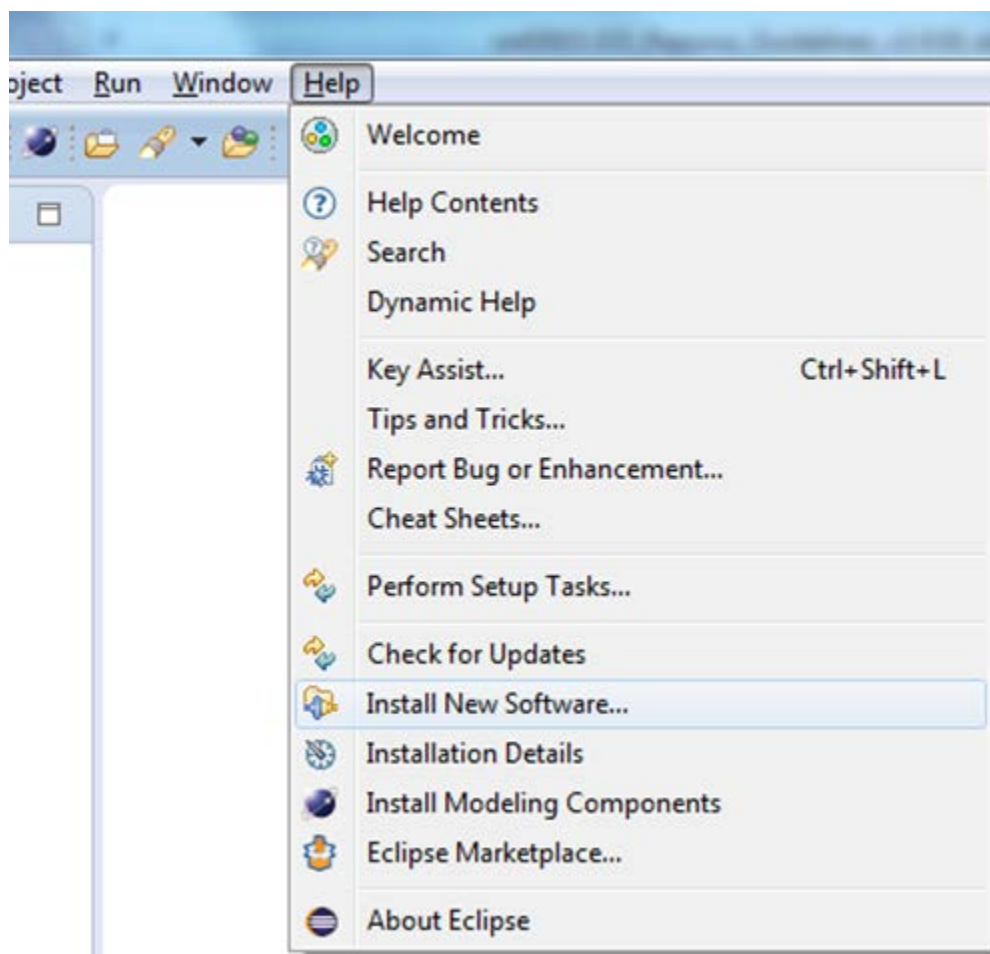 oject Run Window Help
Welcome
Help Contents
Search
Dynamic Help
Key Assist... Ctrl+Shift+L
Tips and Tricks...
Report Bug or Enhancement...
Cheat Sheets...
Perform Setup Tasks...
Check for Updates
Install New Software...
Installation Details
Install Modeling Components
Eclipse Marketplace...
About Eclipse